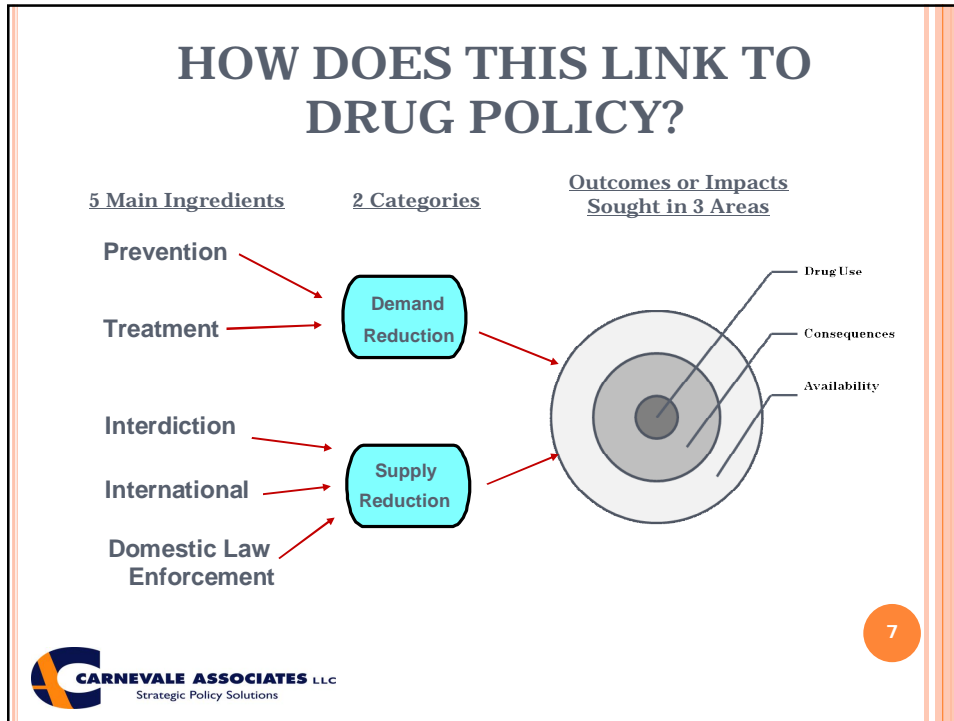 HOW DOES THIS LINK TO
DRUG POLICY?
5 Main Ingredients
2 Categories
Outcomes or Impacts
Sought in 3 Areas
Prevention
Treatment
Interdiction
International
Domestic Law
Enforcement
Demand
Reduction
Supply
Reduction
Drug Use
Consequences
Availability
7
CARNEVALE ASSOCIATES LLC
Strategic Policy Solutions